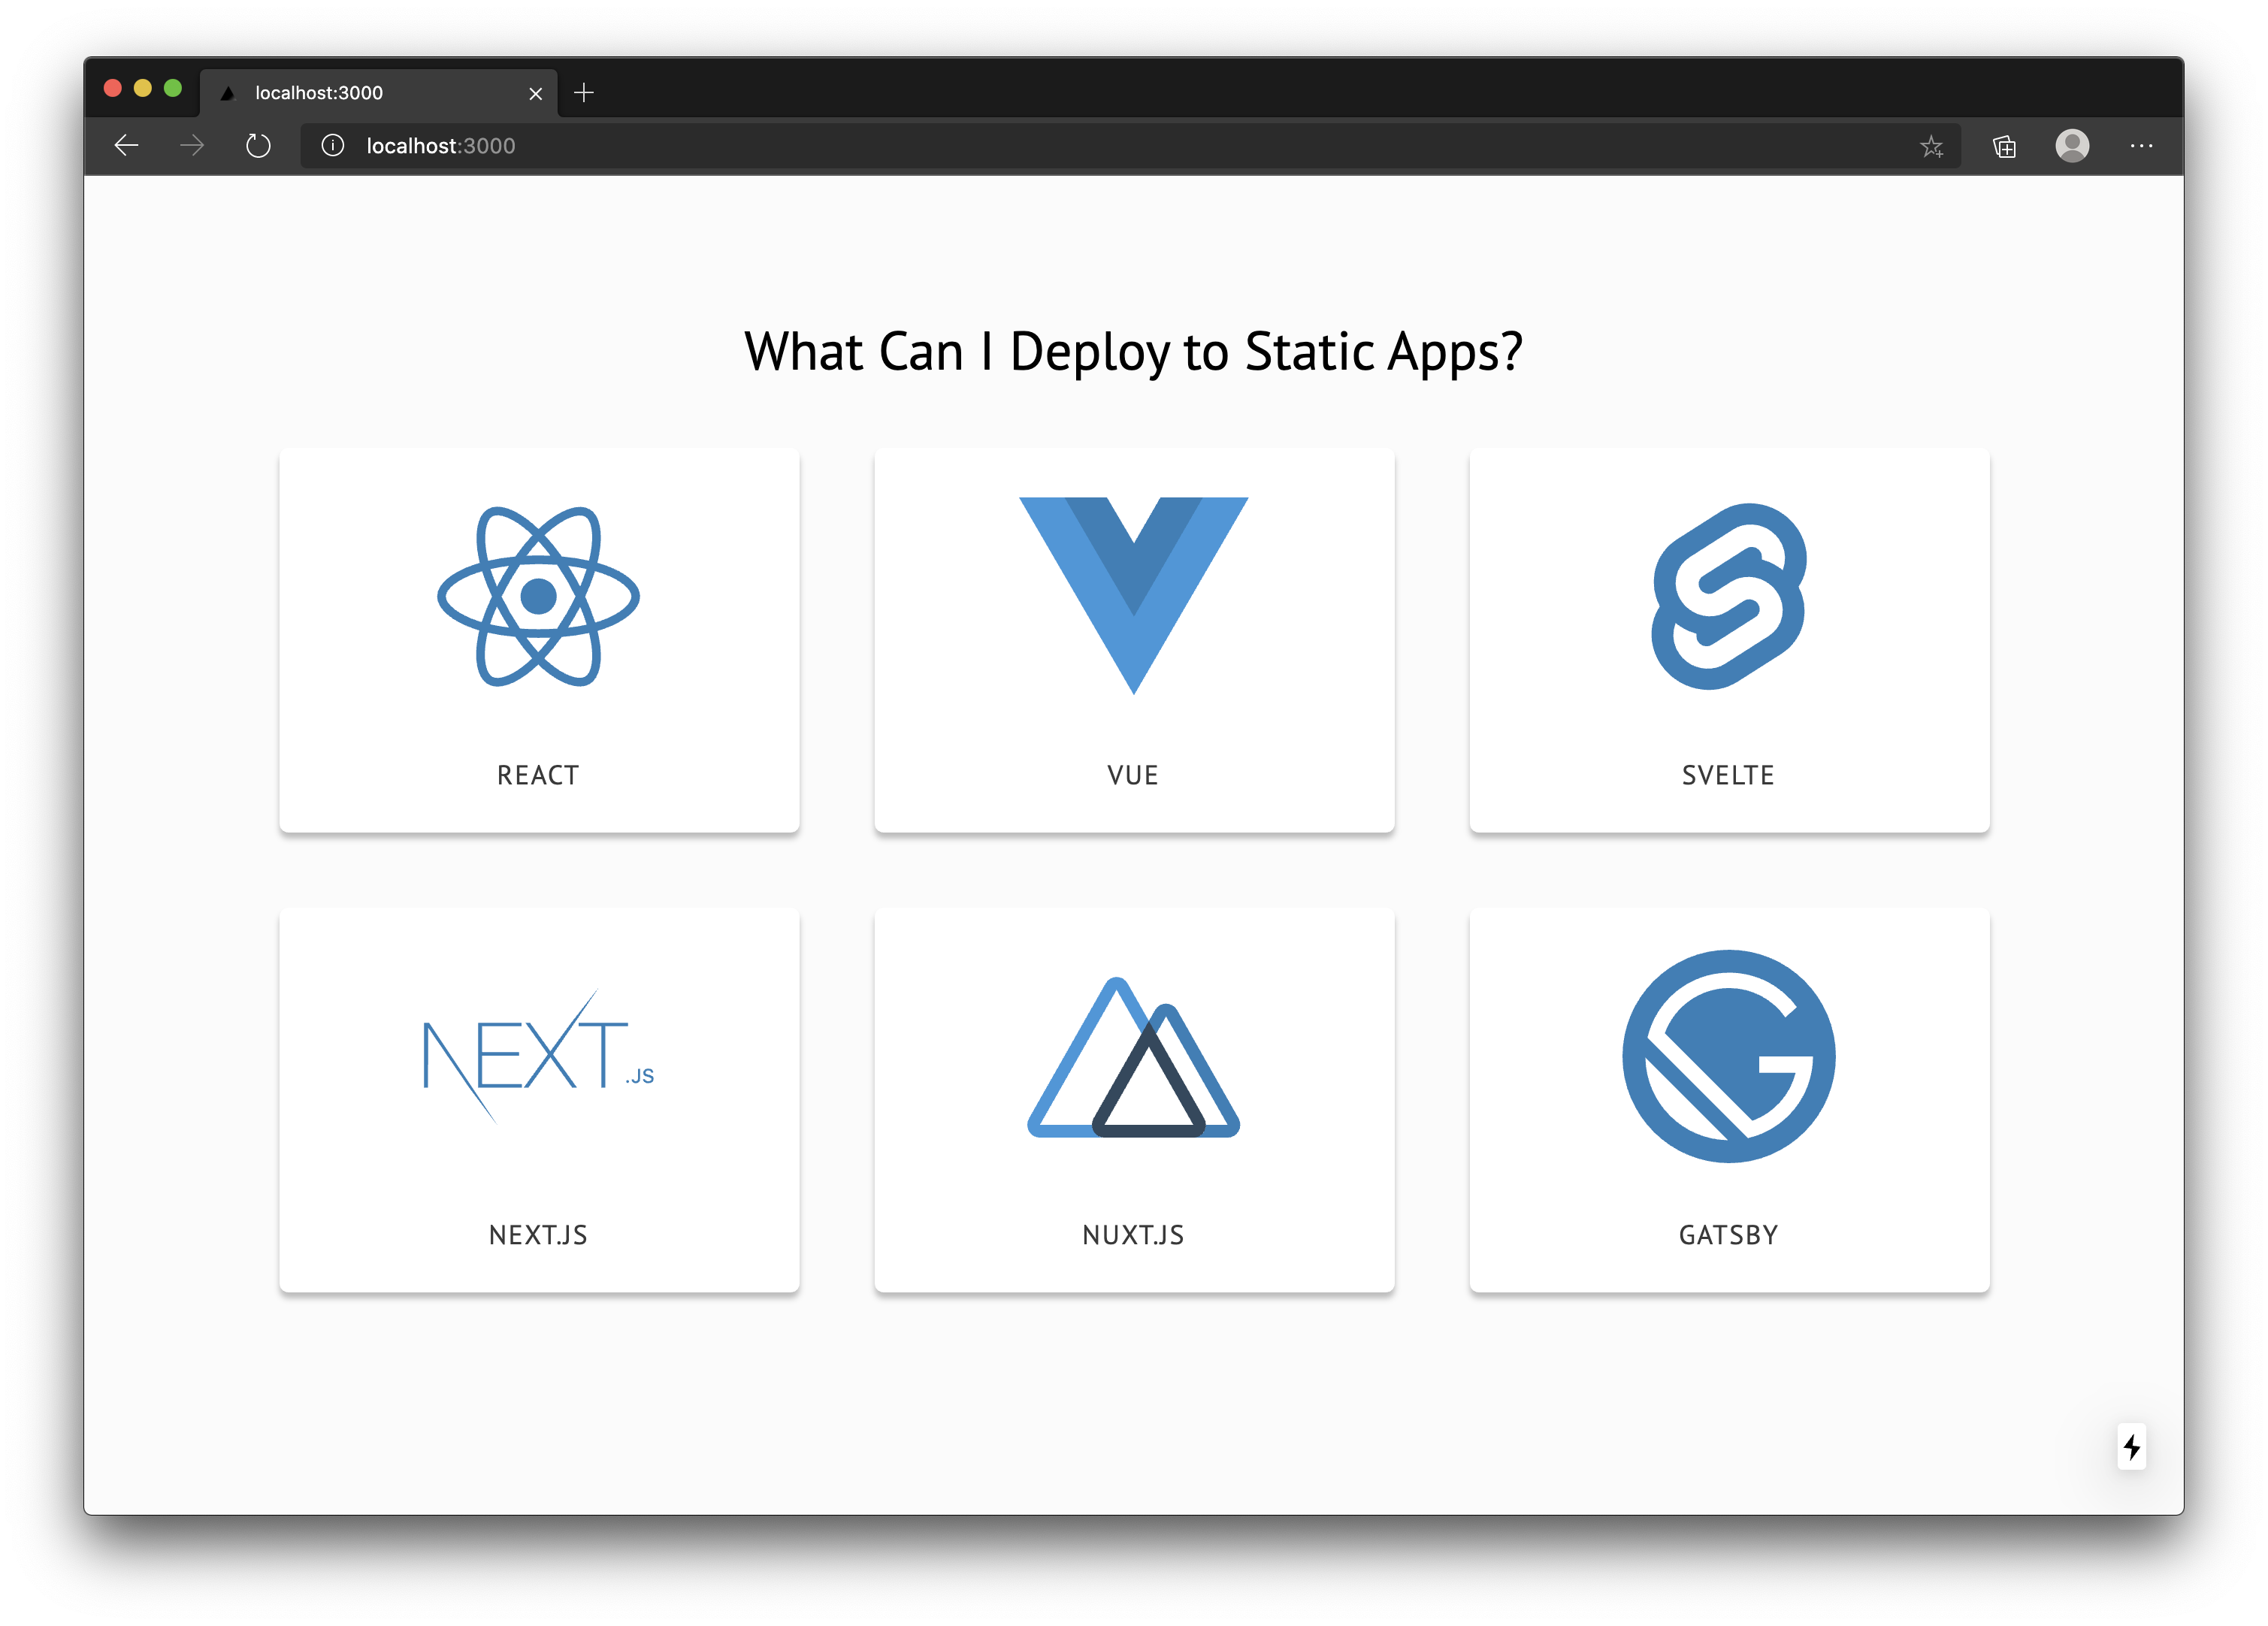 localhost:3000
localhost:3000
What Can I Deploy to Static Apps?
REACT
VUE
SVELTE
NEXT.JS
NEXT.JS
NUXT.JS
GATSBY